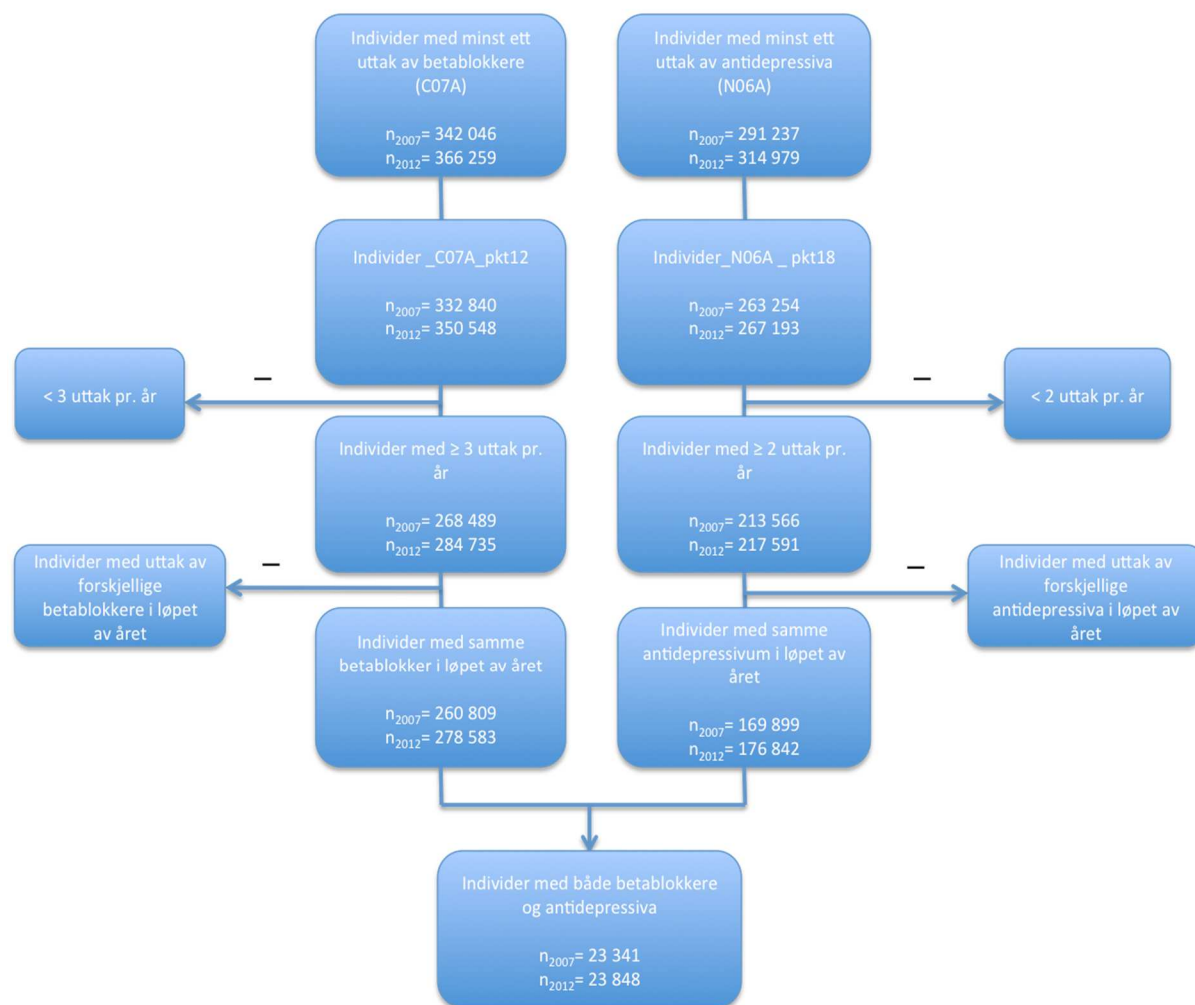 Individer med minst ett
uttak av betablokkere
(C07A)
n2007= 342 046
n2012= 366 259
Individer med minst ett
uttak av antidepressiva
(N06A)
n2007= 291 237
n2012= 314 979
Individer _C07A_pkt12
n2007= 332 840
n2012= 350 548
Individer_N06A _ pkt18
n2007= 263 254
n2012= 267 193
< 3 uttak pr. år
–
–
< 2 uttak pr. år
Individer med ≥ 3 uttak pr.
år
n2007= 268 489
n2012= 284 735
Individer med ≥ 2 uttak pr.
år
n2007= 213 566
n2012= 217 591
Individer med uttak av
forskjellige
betablokkere i løpet
av året
–
–
Individer med uttak av
forskjellige
antidepressiva i løpet av
året
Individer med samme
betablokker i løpet av året
n2007= 260 809
n2012= 278 583
Individer med samme
antidepressivum i løpet av
året
n2007= 169 899
n2012= 176 842
Individer med både betablokkere
og antidepressiva
n2007= 23 341
n2012= 23 848